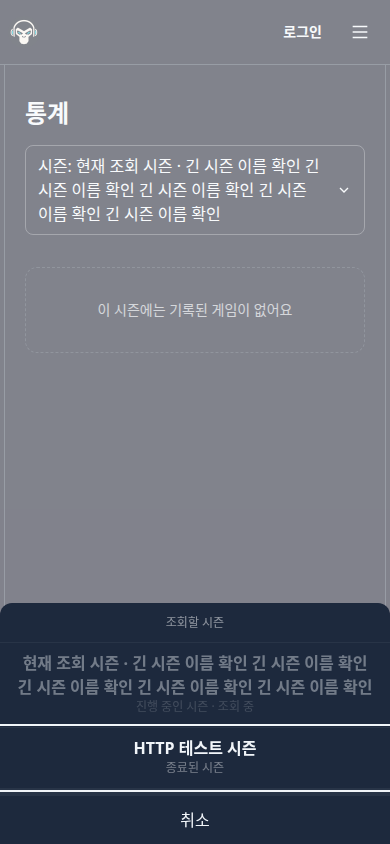 로그인
통계
시즌: 현재 조회 시즌 · 긴 시즌 이름 확인 긴
시즌 이름 확인 긴 시즌 이름 확인 긴 시즌
이름 확인 긴 시즌 이름 확인
이 시즌에는 기록된 게임이 없어요
조회할 시즌
현재 조회 시즌 · 긴 시즌 이름 확인 긴 시즌 이름 확인
긴 시즌 이름 확인 긴 시즌 이름 확인 긴 시즌 이름 확인
진행 중인 시즌 · 조회 중
HTTP 테스트 시즌
종료된 시즌
취소